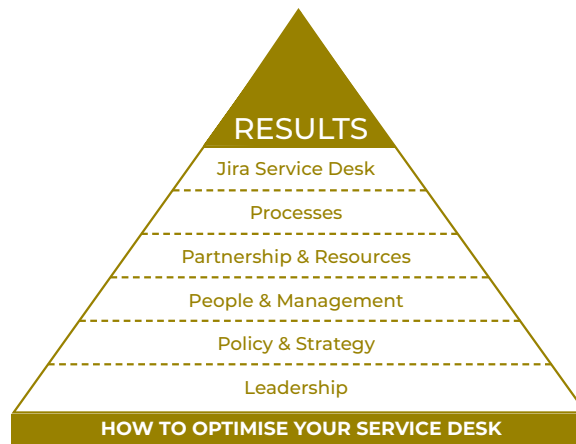 RESULTS
Jira Service Desk
Processes
Partnership & Resources
People & Management
Policy & Strategy
Leadership
HOW TO OPTIMISE YOUR SERVICE DESK